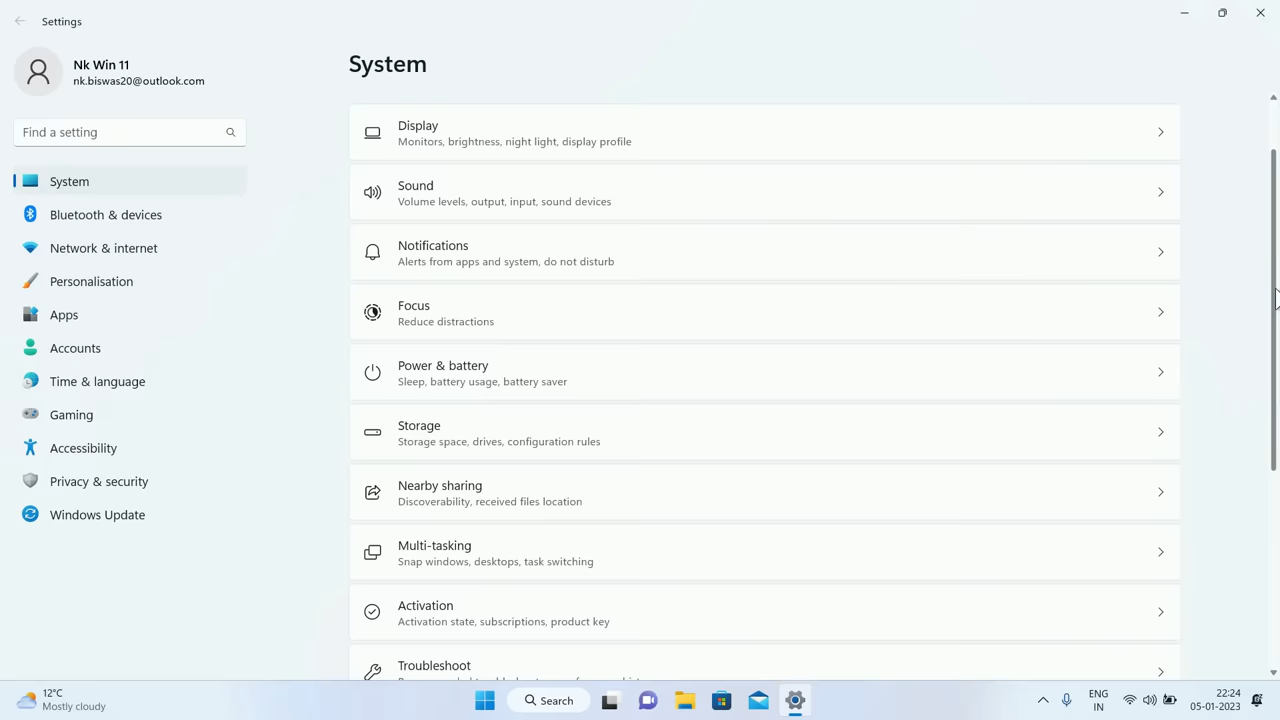 Settings
Nk Win 11
nk.biswas20@outlook.com
Find a setting
System
Bluetooth & devices
Network & internet
Personalisation
Apps
Accounts
Time & language
Gaming
Accessibility
Privacy & security
Windows Update
System
Display
Monitors, brightness, night light, display profile
Sound
Volume levels, output, input, sound devices
Notifications
Alerts from apps and system, do not disturb
Focus
Reduce distractions
Power & battery
Sleep, battery usage, battery saver
Storage
Storage space, drives, configuration rules
Nearby sharing
Discoverability, received files location
Multi-tasking
Snap windows, desktops, task switching
Activation
Activation state, subscriptions, product key
Troubleshoot
12°C
Mostly cloudy
Search
ENG
IN
22:24
05-01-2023